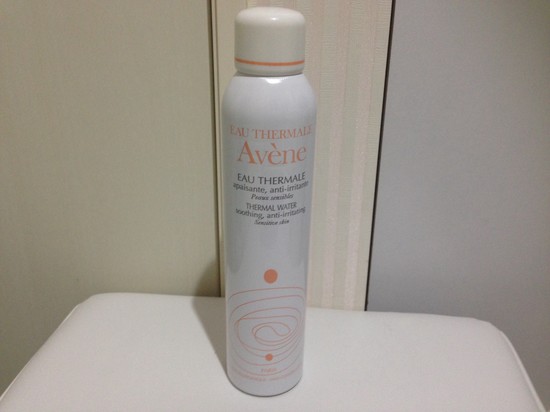 EAU THERMALE
Avène
EAU THERMALE
apaisante, anti-irritante
Peaux sensibles
THERMAL WATER
soothing, anti-irritating
Sensitive skin